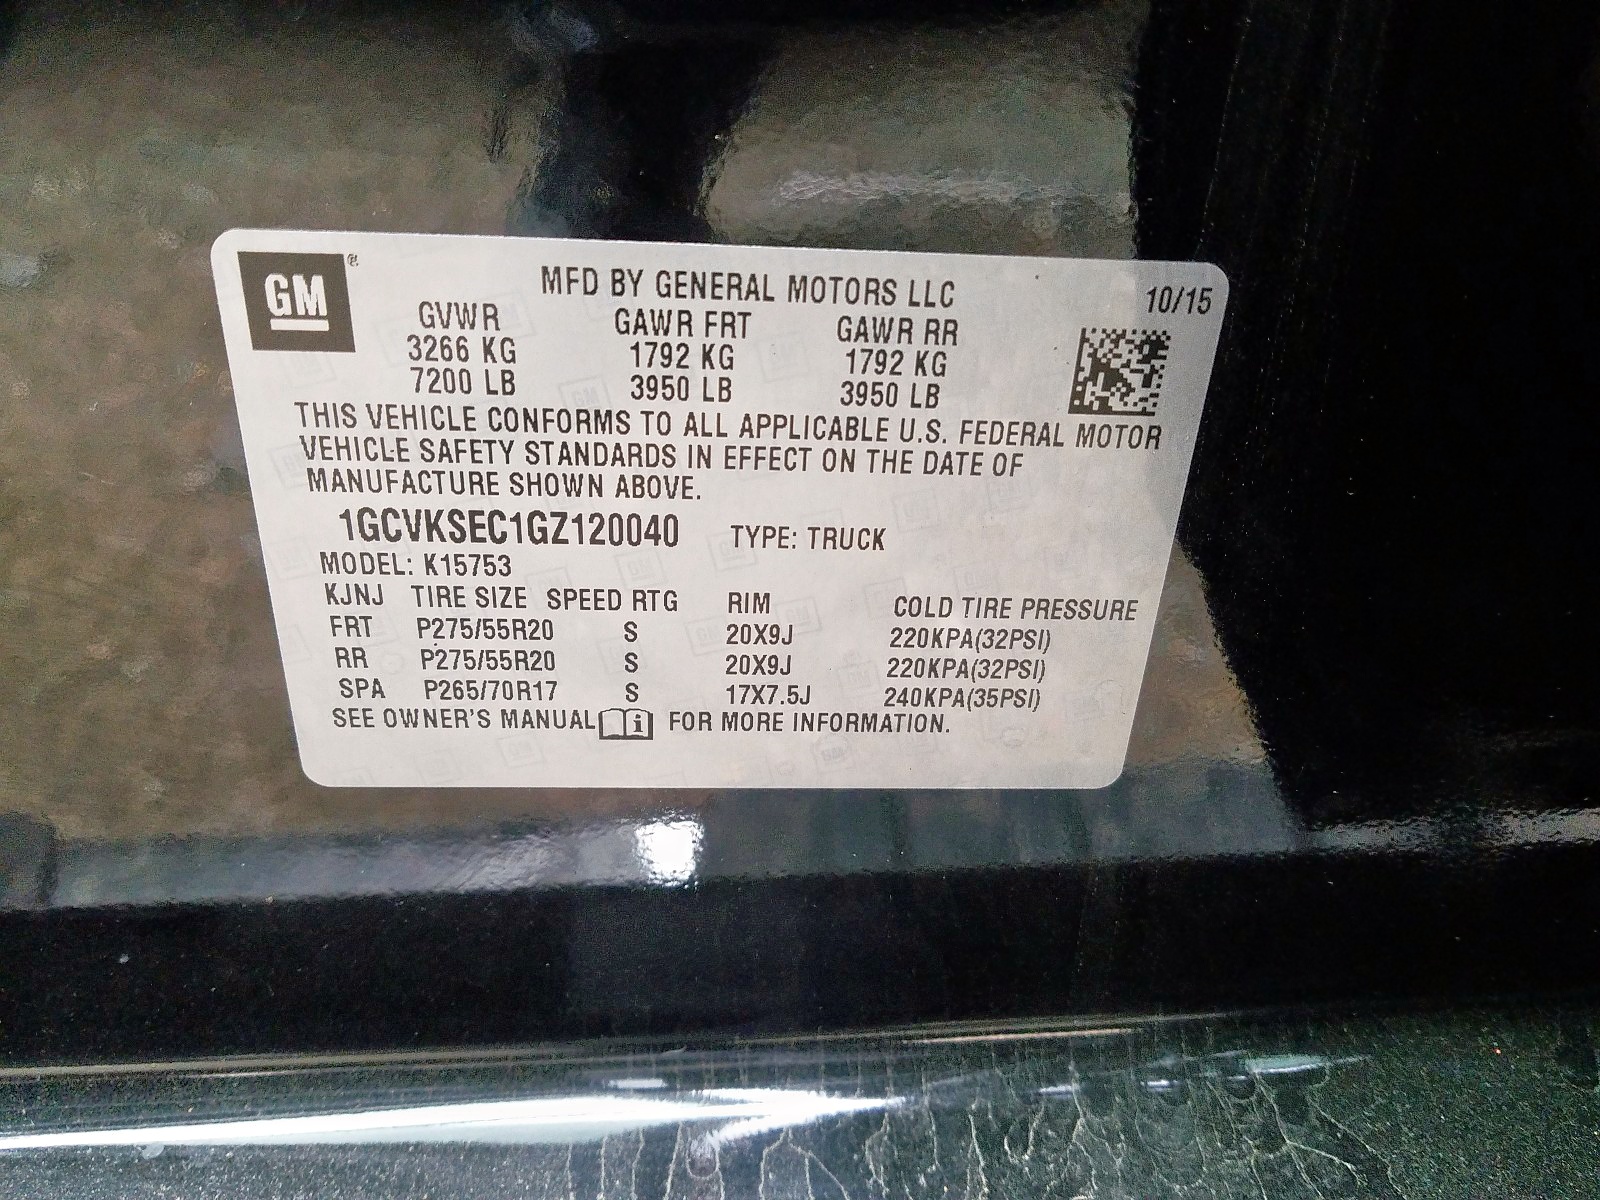 GM®
MFD BY GENERAL MOTORS LLC
10/15
GVWR GAWR FRT GAWR RR
3266 KG 1792 KG 1792 KG
7200 LB 3950 LB 3950 LB
THIS VEHICLE CONFORMS TO ALL APPLICABLE U.S. FEDERAL MOTOR
VEHICLE SAFETY STANDARDS IN EFFECT ON THE DATE OF
MANUFACTURE SHOWN ABOVE.
1GCVKSEC1GZ120040 TYPE: TRUCK
MODEL: K15753
KJNJ TIRE SIZE SPEED RTG RIM COLD TIRE PRESSURE
FRT P275/55R20 S 20X9J 220KPA(32PSI)
RR P275/55R20 S 20X9J 220KPA(32PSI)
SPA P265/70R17 S 17X7.5J 240KPA(35PSI)
SEE OWNER'S MANUAL i FOR MORE INFORMATION.